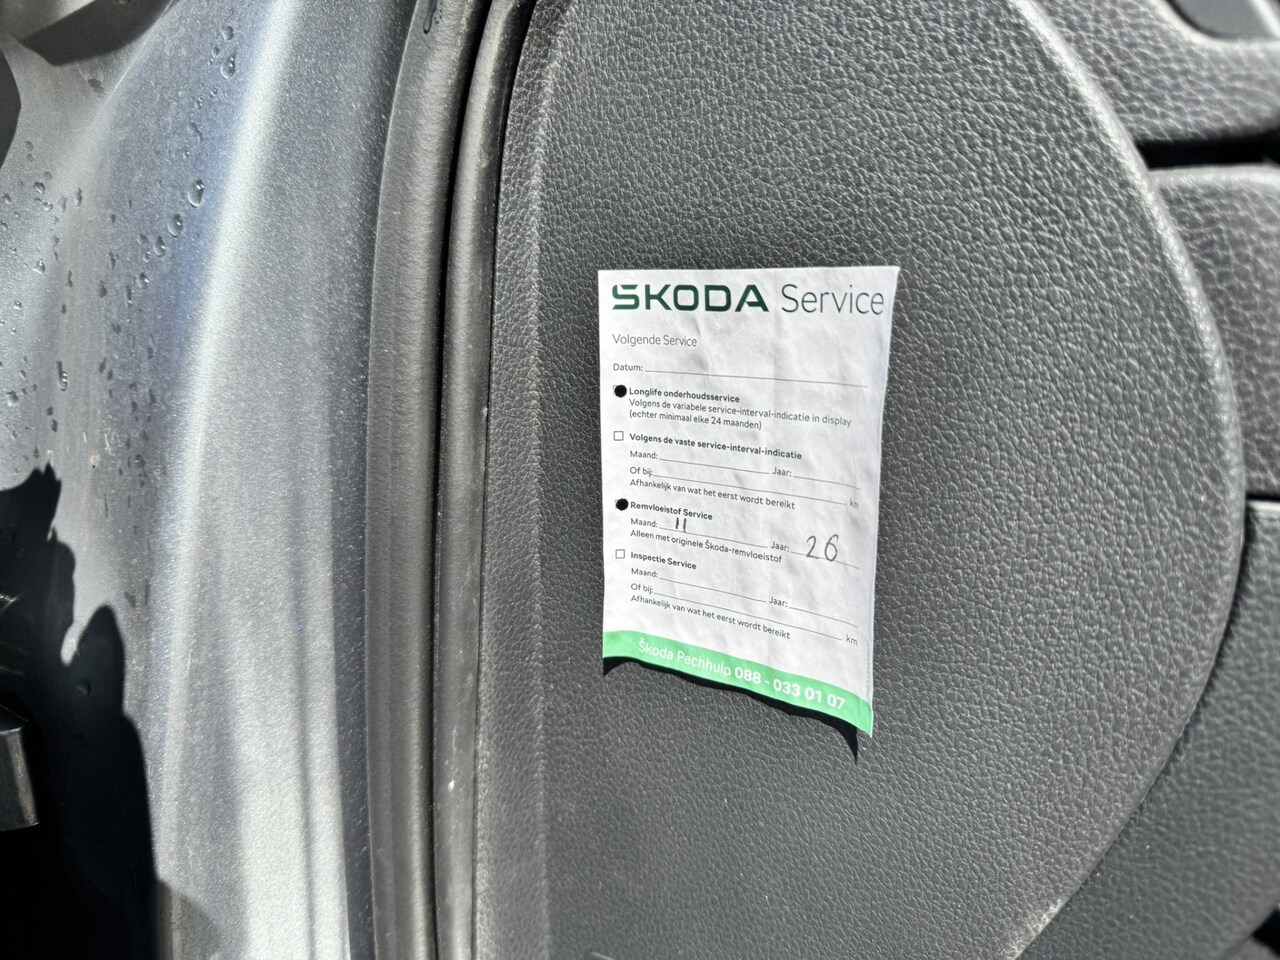 ŠKODA Service
Volgende Service
Datum:
Longlife onderhoudsservice
Volgens de variabele service-interval-indicatie in display
(echter minimaal elke 24 maanden)
Volgens de vaste service-interval-indicatie
Maand: Jaar:
Of bij: km
Afhankelijk van wat het eerst wordt bereikt
Remvloeistof Service
Maand: 11 Jaar: 26
Alleen met originele Škoda-remvloeistof
Inspectie Service
Maand: Jaar:
Of bij: km
Afhankelijk van wat het eerst wordt bereikt
Škoda Pechhulp 088 - 033 01 07